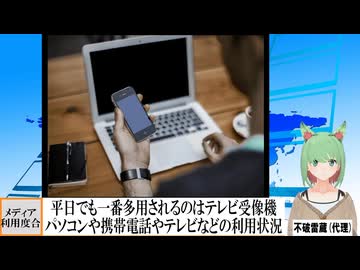 メディア
利用度合
平日でも一番多用されるのはテレビ受像機
パソコンや携帯電話やテレビなどの利用状況
不破雷蔵(代理)